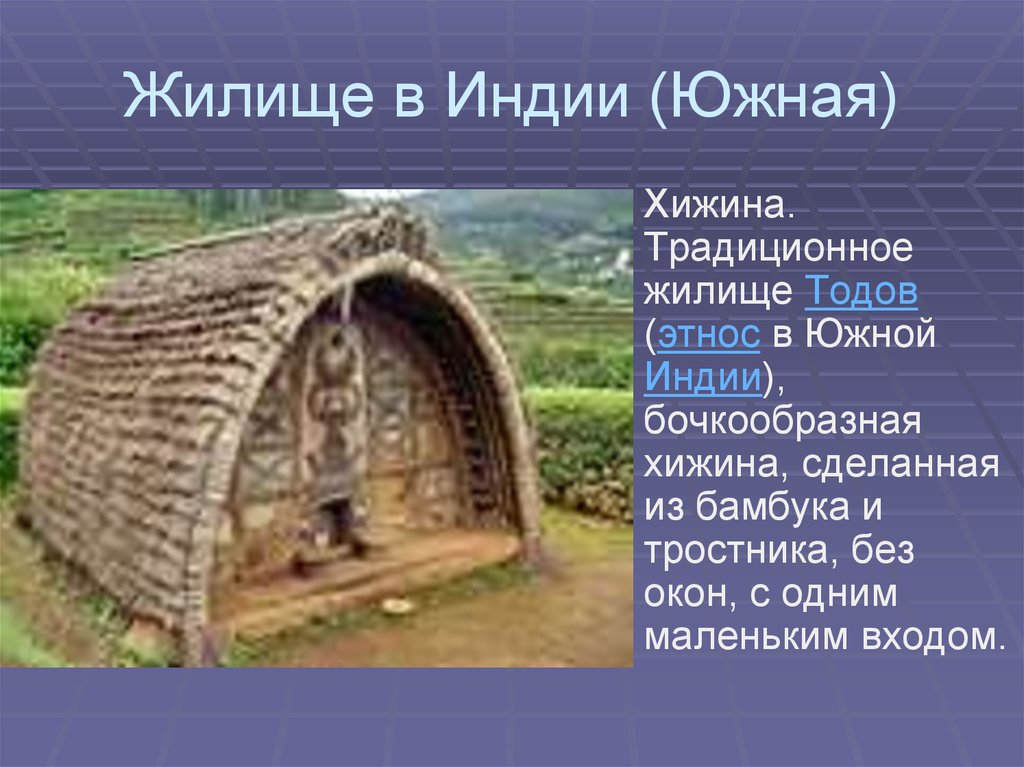 Жилище в Индии (Южная)
Хижина.
Традиционное
жилище Тодов
(этнос в Южной
Индии),
бочкообразная
хижина, сделанная
из бамбука и
тростника, без
окон, с одним
маленьким входом.